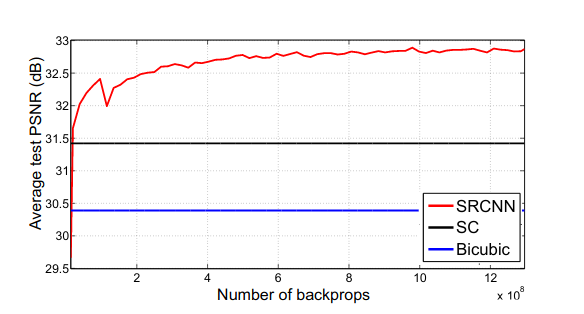 33
32.5
32
31.5
31
30.5
30
29.5
Average test PSNR (dB)
SRCNN
SC
Bicubic
2 4 6 8 10 12
Number of backprops
x 10^8